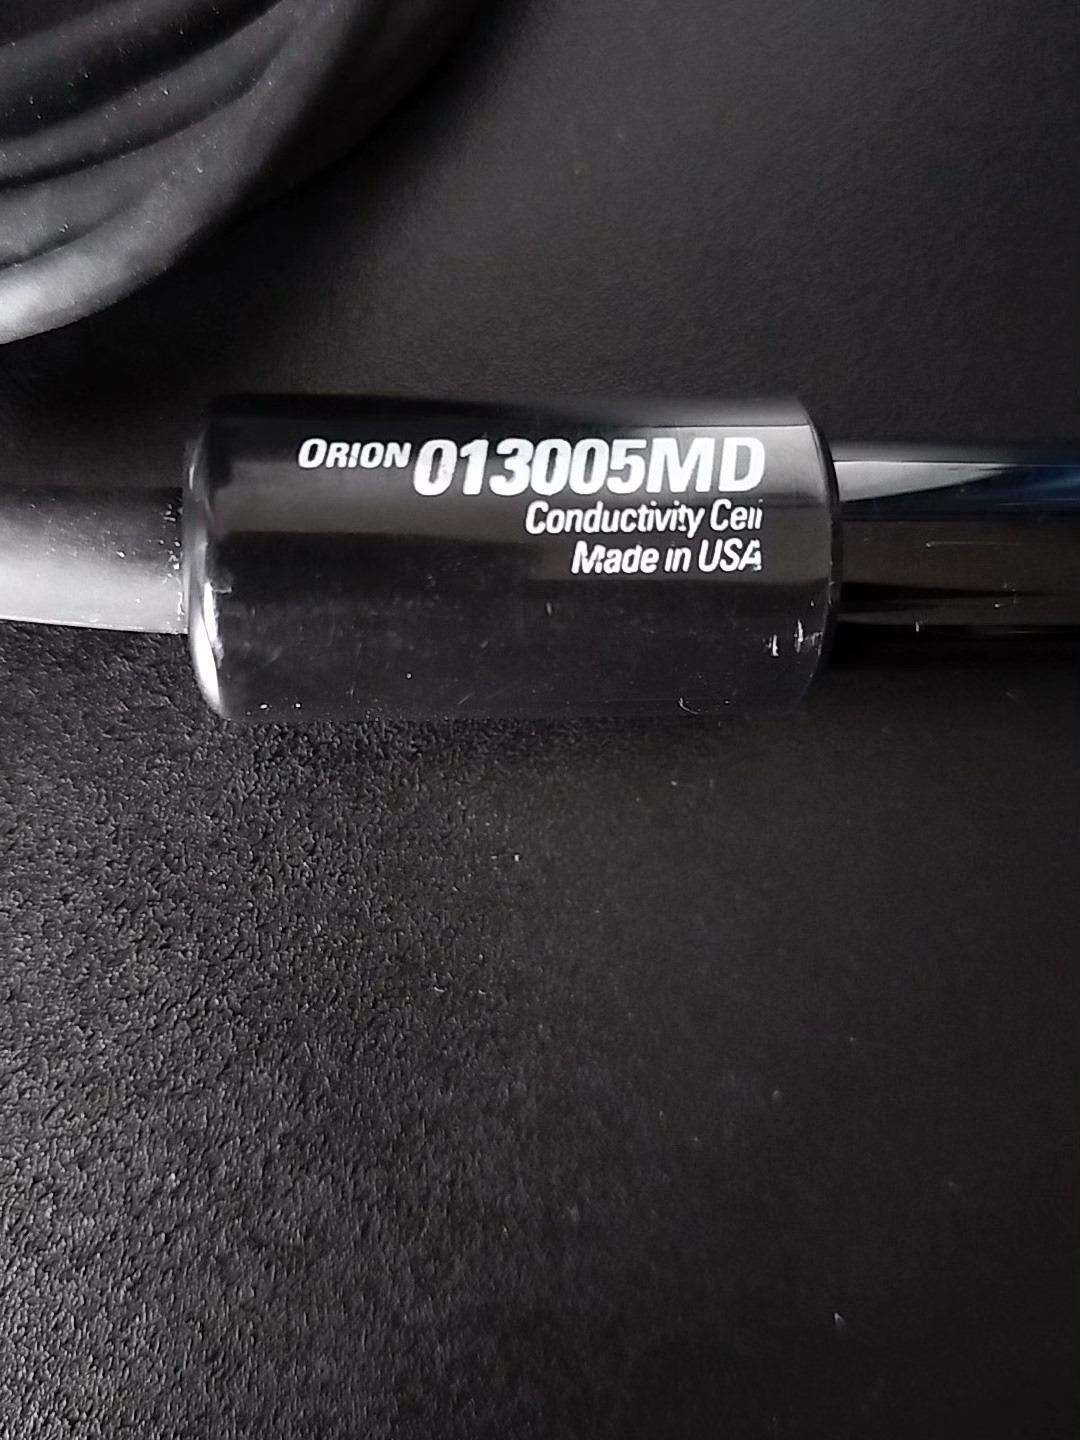 ORION 013005MD
Conductivity Cell
Made in USA